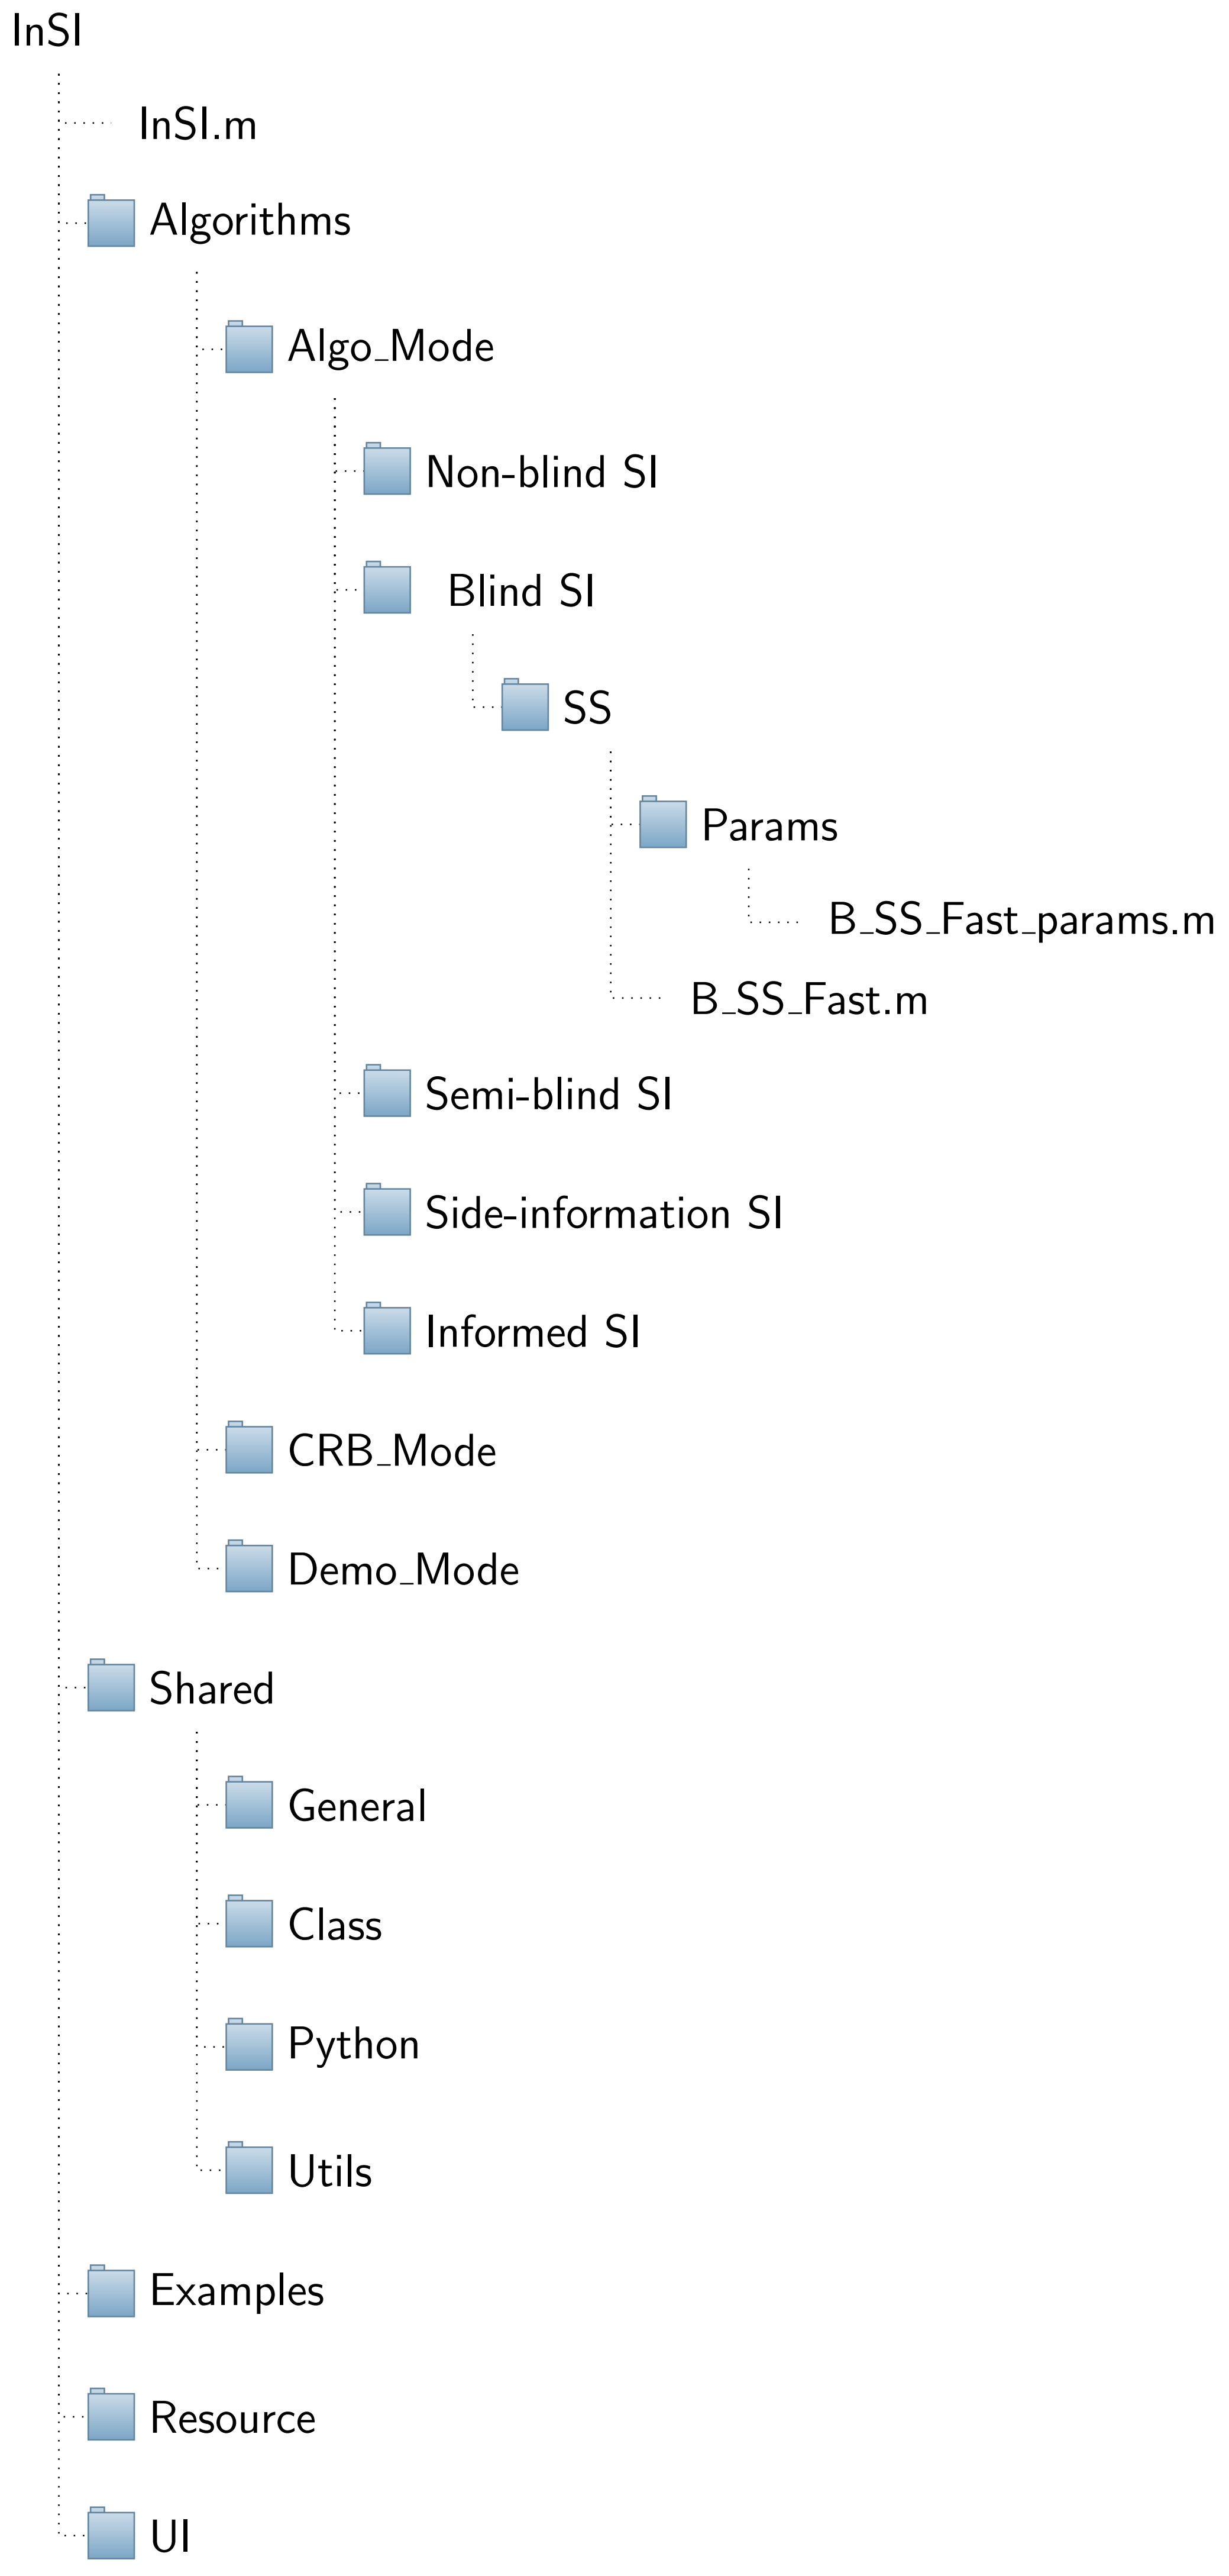 InSI
InSI.m
Algorithms
Algo_Mode
Non-blind SI
Blind SI
SS
Params
B_SS_Fast_params.m
B_SS_Fast.m
Semi-blind SI
Side-information SI
Informed SI
CRB_Mode
Demo_Mode
Shared
General
Class
Python
Utils
Examples
Resource
UI